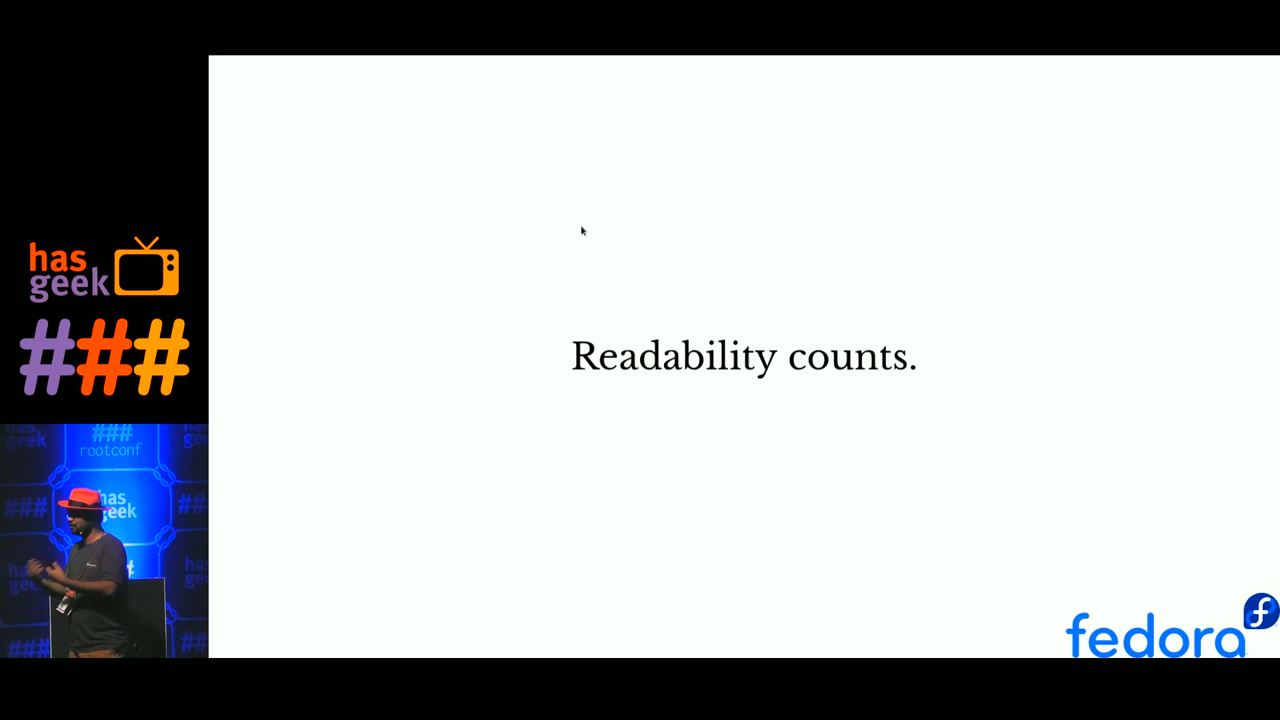 has
geek
###
Readability counts.
###
rootconf
has
geek
###
###
fedora